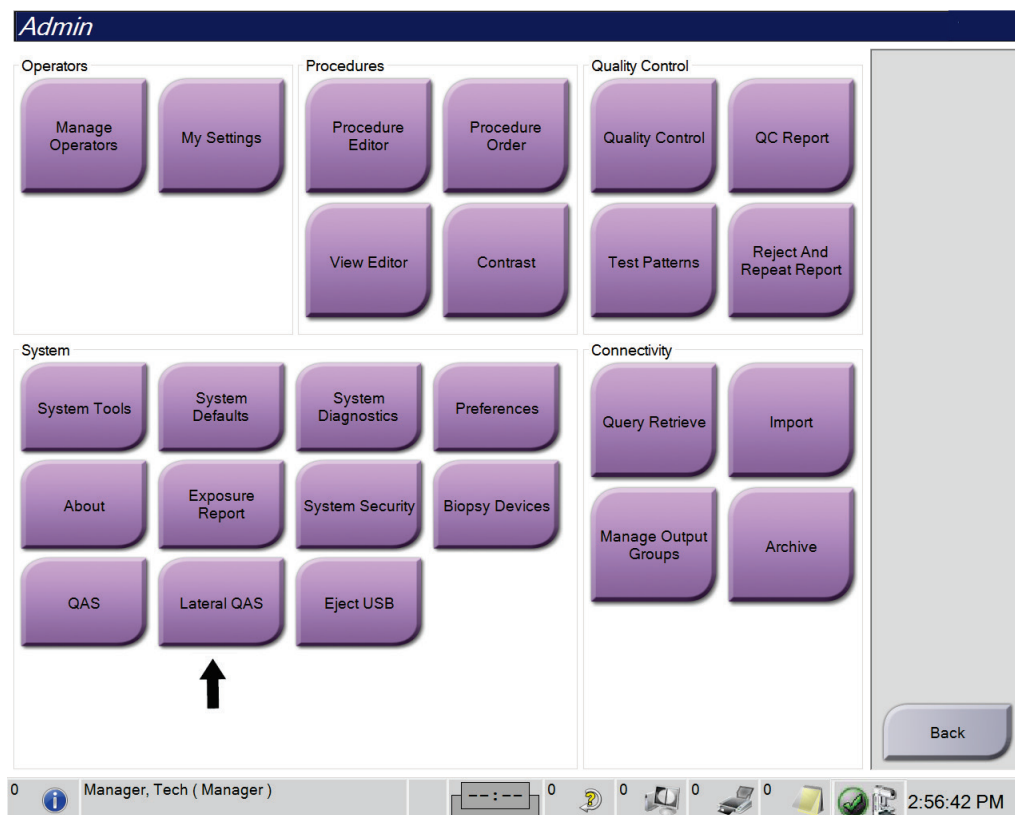 Admin
Operators
Manage
Operators
My Settings
Procedures
Procedure
Editor
Procedure
Order
View Editor
Contrast
Quality Control
Quality Control
QC Report
Test Patterns
Reject And
Repeat Report
System
System Tools
System
Defaults
System
Diagnostics
Preferences
About
Exposure
Report
System Security
Biopsy Devices
QAS
Lateral QAS
Eject USB
Connectivity
Query Retrieve
Import
Manage Output
Groups
Archive
Back
0
Manager, Tech ( Manager )
--:--
0
0
0
0
2:56:42 PM